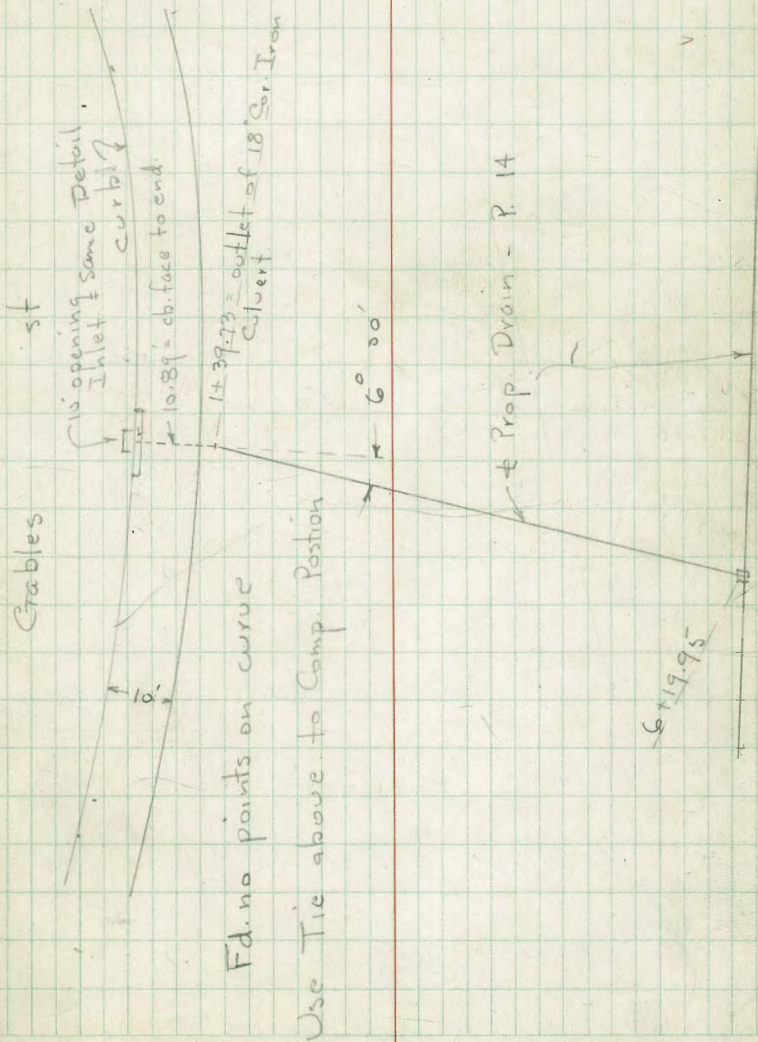 Grables st
10' opening
Inlet & same Detail
curb?
10.89' = cb. face to end.
1+39.73 = outlet of 18" Cor. Iron
Culvert
10'
6° 00'
Fd. no points on curve
Use Tie above to Comp. Postion
Prop. Drain - P. 14
6+19.95